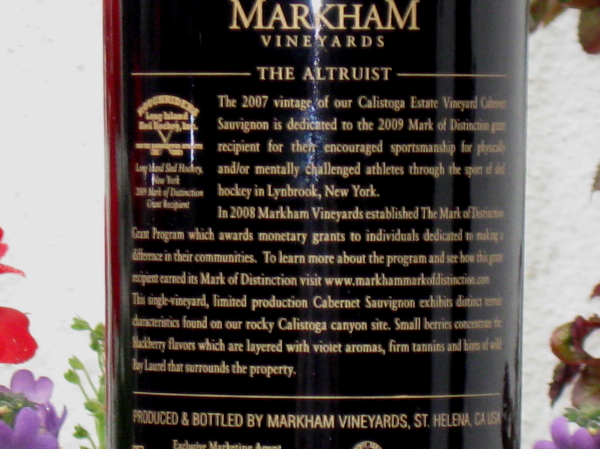 MARKHAM
VINEYARDS
THE ALTRUIST
ROUGHRIDERS
Long Island
Sled Hockey, Inc.
Long Island Sled Hockey,
New York
2009 Mark of Distinction
Grant Recipient
The 2007 vintage of our Calistoga Estate Vineyard Cabernet
Sauvignon is dedicated to the 2009 Mark of Distinction grant
recipient for their encouraged sportsmanship for physically
and/or mentally challenged athletes through the sport of sled
hockey in Lynbrook, New York.
In 2008 Markham Vineyards established The Mark of Distinction
Grant Program which awards monetary grants to individuals dedicated to making a
difference in their communities. To learn more about the program and see how this grant
recipient earned its Mark of Distinction visit www.markhammarkofdistinction.com
This single-vineyard, limited production Cabernet Sauvignon exhibits distinct terroir
characteristics found on our rocky Calistoga canyon site. Small berries concentrate the
blackberry flavors which are layered with violet aromas, firm tannins and hints of wild
Bay Laurel that surrounds the property.
PRODUCED & BOTTLED BY MARKHAM VINEYARDS, ST. HELENA, CA USA
Exclusive Marketing Agent